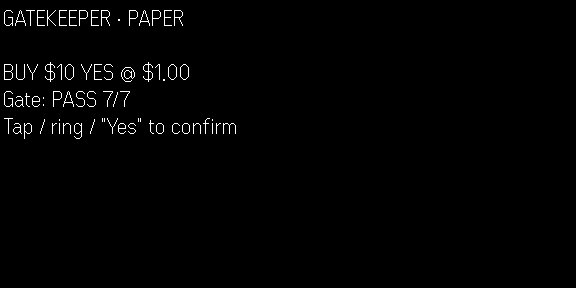 GATEKEEPER · PAPER
BUY $10 YES @ $1.00
Gate: PASS 7/7
Tap / ring / "Yes" to confirm